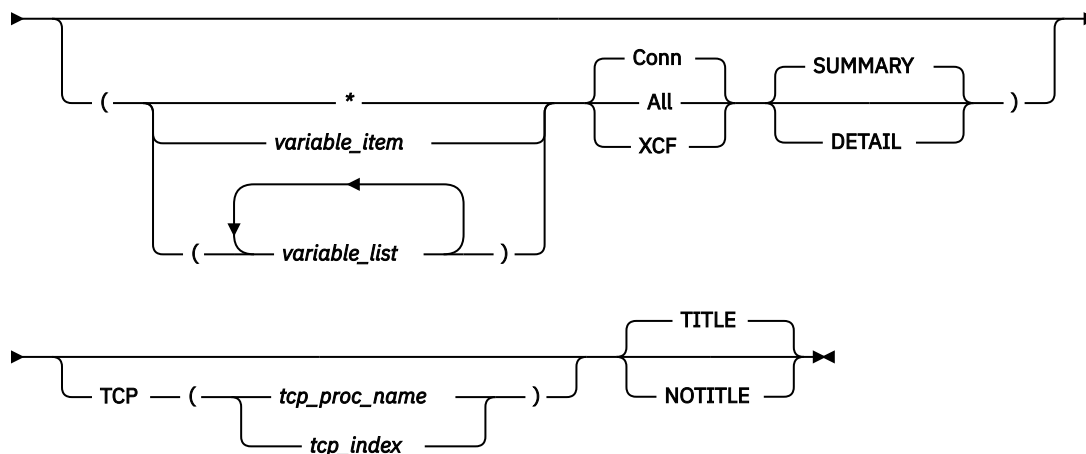 Conn
SUMMARY
( * All )
variable_item
XCF
DETAIL
( variable_list )
TITLE
TCP ( tcp_proc_name )
NOTITLE
tcp_index